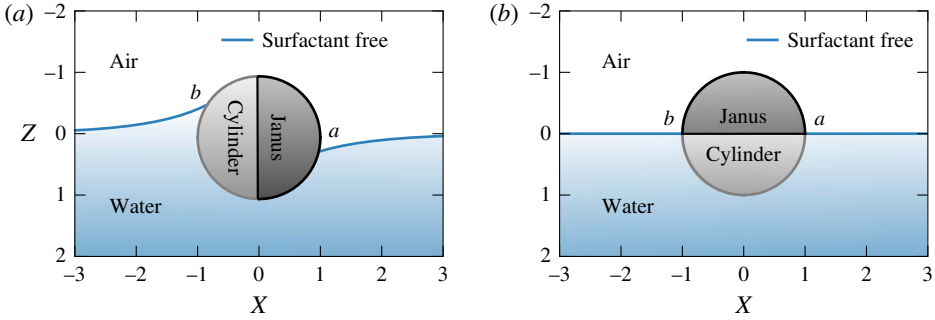 (a)
–2
Surfactant free
Air
–1
b
Cylinder
Janus
a
Z
0
1
Water
2
–3 –2 –1 0 1 2 3
X
(b)
–2
Surfactant free
Air
–1
Janus
b
a
0
Cylinder
1
Water
2
–3 –2 –1 0 1 2 3
X